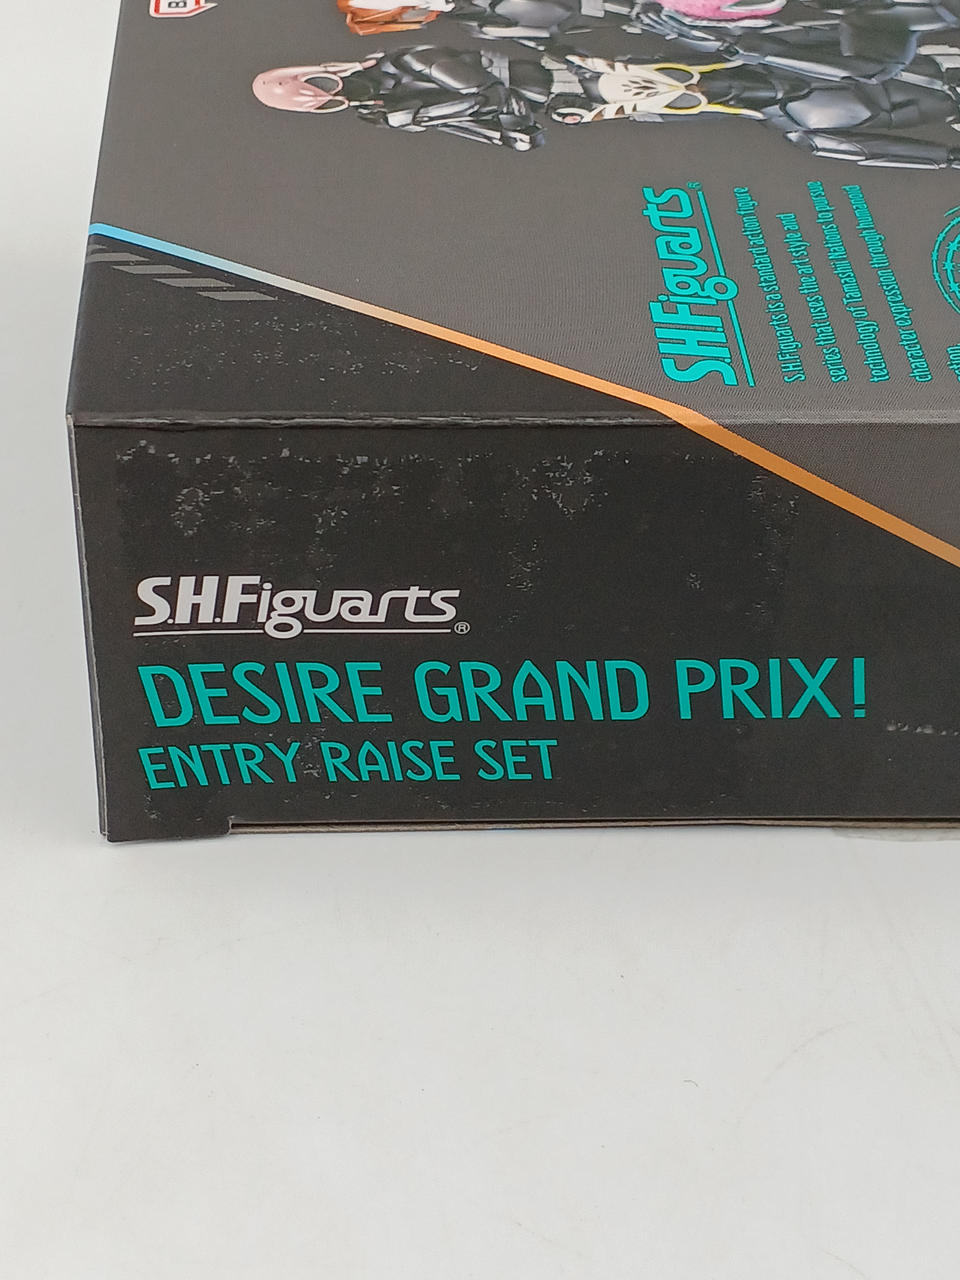 S.H.Figuarts®
S.H.Figuarts is a standard action figure
series that uses the art style and
technology of Tamashii Nations to pursue
character expression through humanoid
S.H.Figuarts®
DESIRE GRAND PRIX!
ENTRY RAISE SET